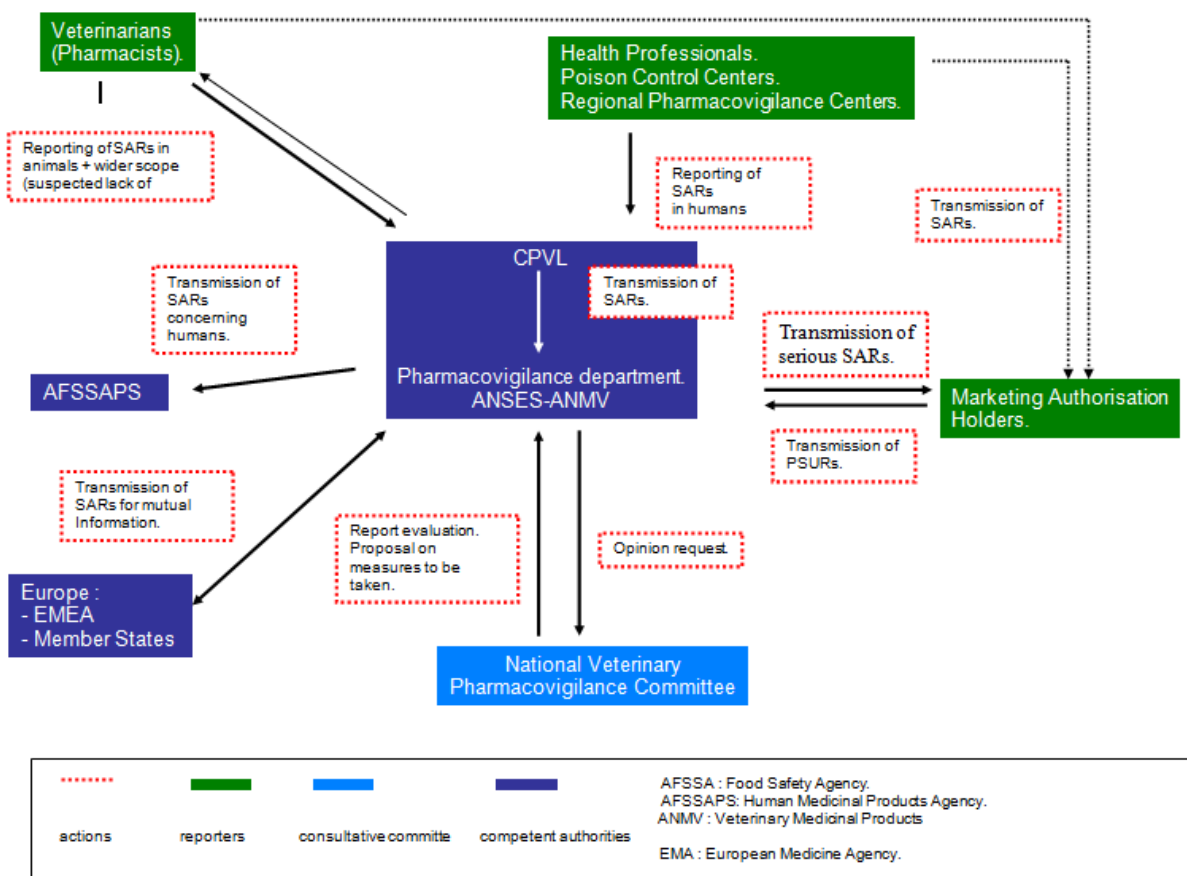 Veterinarians
(Pharmacists).
Health Professionals.
Poison Control Centers.
Regional Pharmacovigilance Centers.
Reporting of SARs in
animals + wider scope
(suspected lack of
Reporting of
SARs
in humans
Transmission of
SARs.
CPVL
Transmission of
SARs.
Transmission of
SARs
concerning
humans.
Transmission of
serious SARs.
AFSSAPS
Pharmacovigilance department.
ANSES-ANMV
Marketing Authorisation
Holders.
Transmission of
PSURs.
Transmission of
SARs for mutual
Information.
Report evaluation.
Proposal on
measures to be
taken.
Opinion request.
Europe :
- EMEA
- Member States
National Veterinary
Pharmacovigilance Committee
actions
reporters
consultative committe
competent authorities
AFSSA : Food Safety Agency.
AFSSAPS: Human Medicinal Products Agency.
ANMV : Veterinary Medicinal Products
EMA : European Medicine Agency.